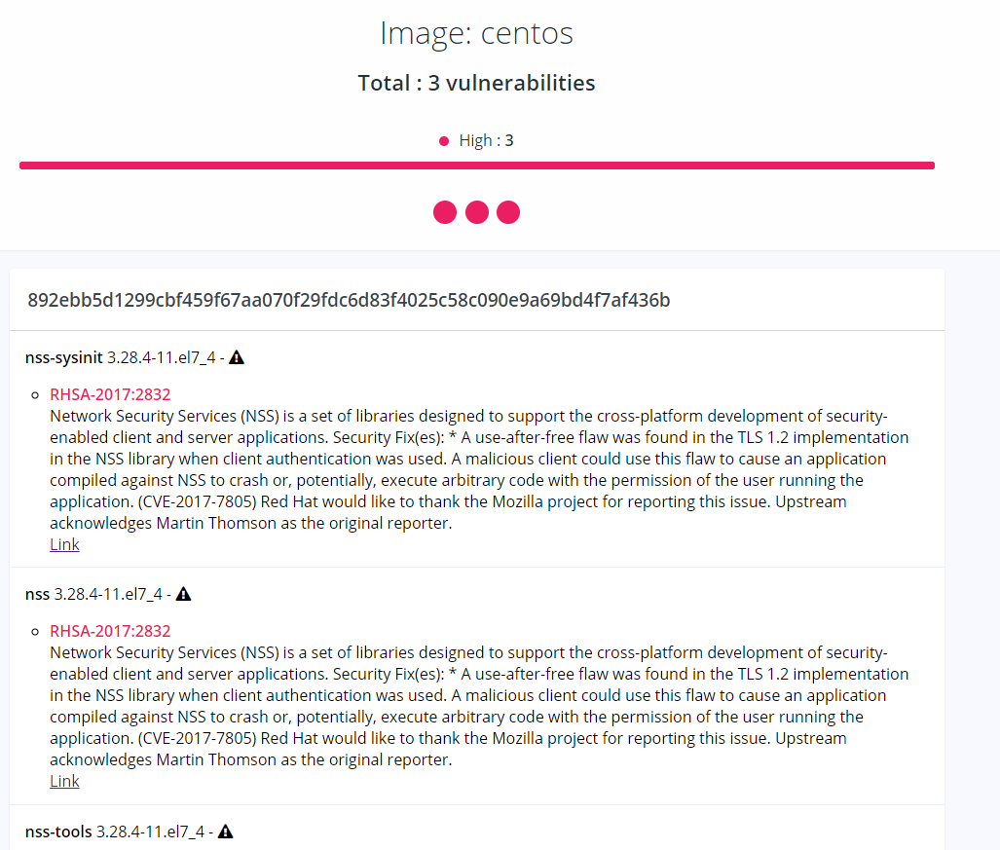 Image: centos
Total : 3 vulnerabilities
High : 3
892ebb5d1299cbf459f67aa070f29fdc6d83f4025c58c090e9a69bd4f7af436b
nss-sysinit 3.28.4-11.el7_4 -
RHSA-2017:2832
Network Security Services (NSS) is a set of libraries designed to support the cross-platform development of security-
enabled client and server applications. Security Fix(es): * A use-after-free flaw was found in the TLS 1.2 implementation
in the NSS library when client authentication was used. A malicious client could use this flaw to cause an application
compiled against NSS to crash or, potentially, execute arbitrary code with the permission of the user running the
application. (CVE-2017-7805) Red Hat would like to thank the Mozilla project for reporting this issue. Upstream
acknowledges Martin Thomson as the original reporter.
Link
nss 3.28.4-11.el7_4 -
RHSA-2017:2832
Network Security Services (NSS) is a set of libraries designed to support the cross-platform development of security-
enabled client and server applications. Security Fix(es): * A use-after-free flaw was found in the TLS 1.2 implementation
in the NSS library when client authentication was used. A malicious client could use this flaw to cause an application
compiled against NSS to crash or, potentially, execute arbitrary code with the permission of the user running the
application. (CVE-2017-7805) Red Hat would like to thank the Mozilla project for reporting this issue. Upstream
acknowledges Martin Thomson as the original reporter.
Link
nss-tools 3.28.4-11.el7_4 -